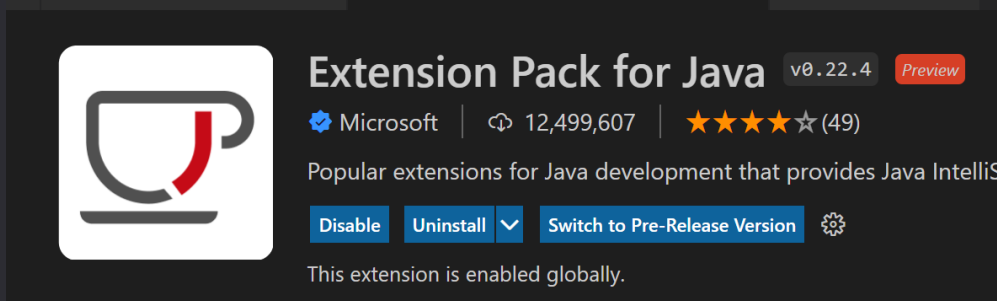 Extension Pack for Java v0.22.4 Preview
Microsoft 12,499,607 (49)
Popular extensions for Java development that provides Java IntelliS
Disable Uninstall Switch to Pre-Release Version
This extension is enabled globally.